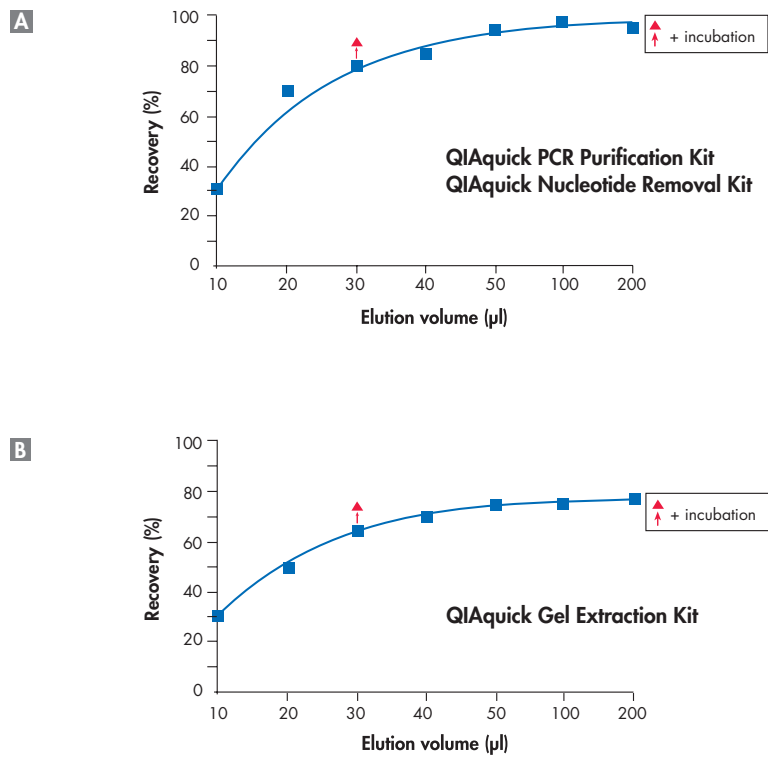 A
100
80
60
40
20
0
Recovery (%)
+ incubation
QIAquick PCR Purification Kit
QIAquick Nucleotide Removal Kit
10 20 30 40 50 100 200
Elution volume (µl)
B
100
80
60
40
20
0
Recovery (%)
+ incubation
QIAquick Gel Extraction Kit
10 20 30 40 50 100 200
Elution volume (µl)